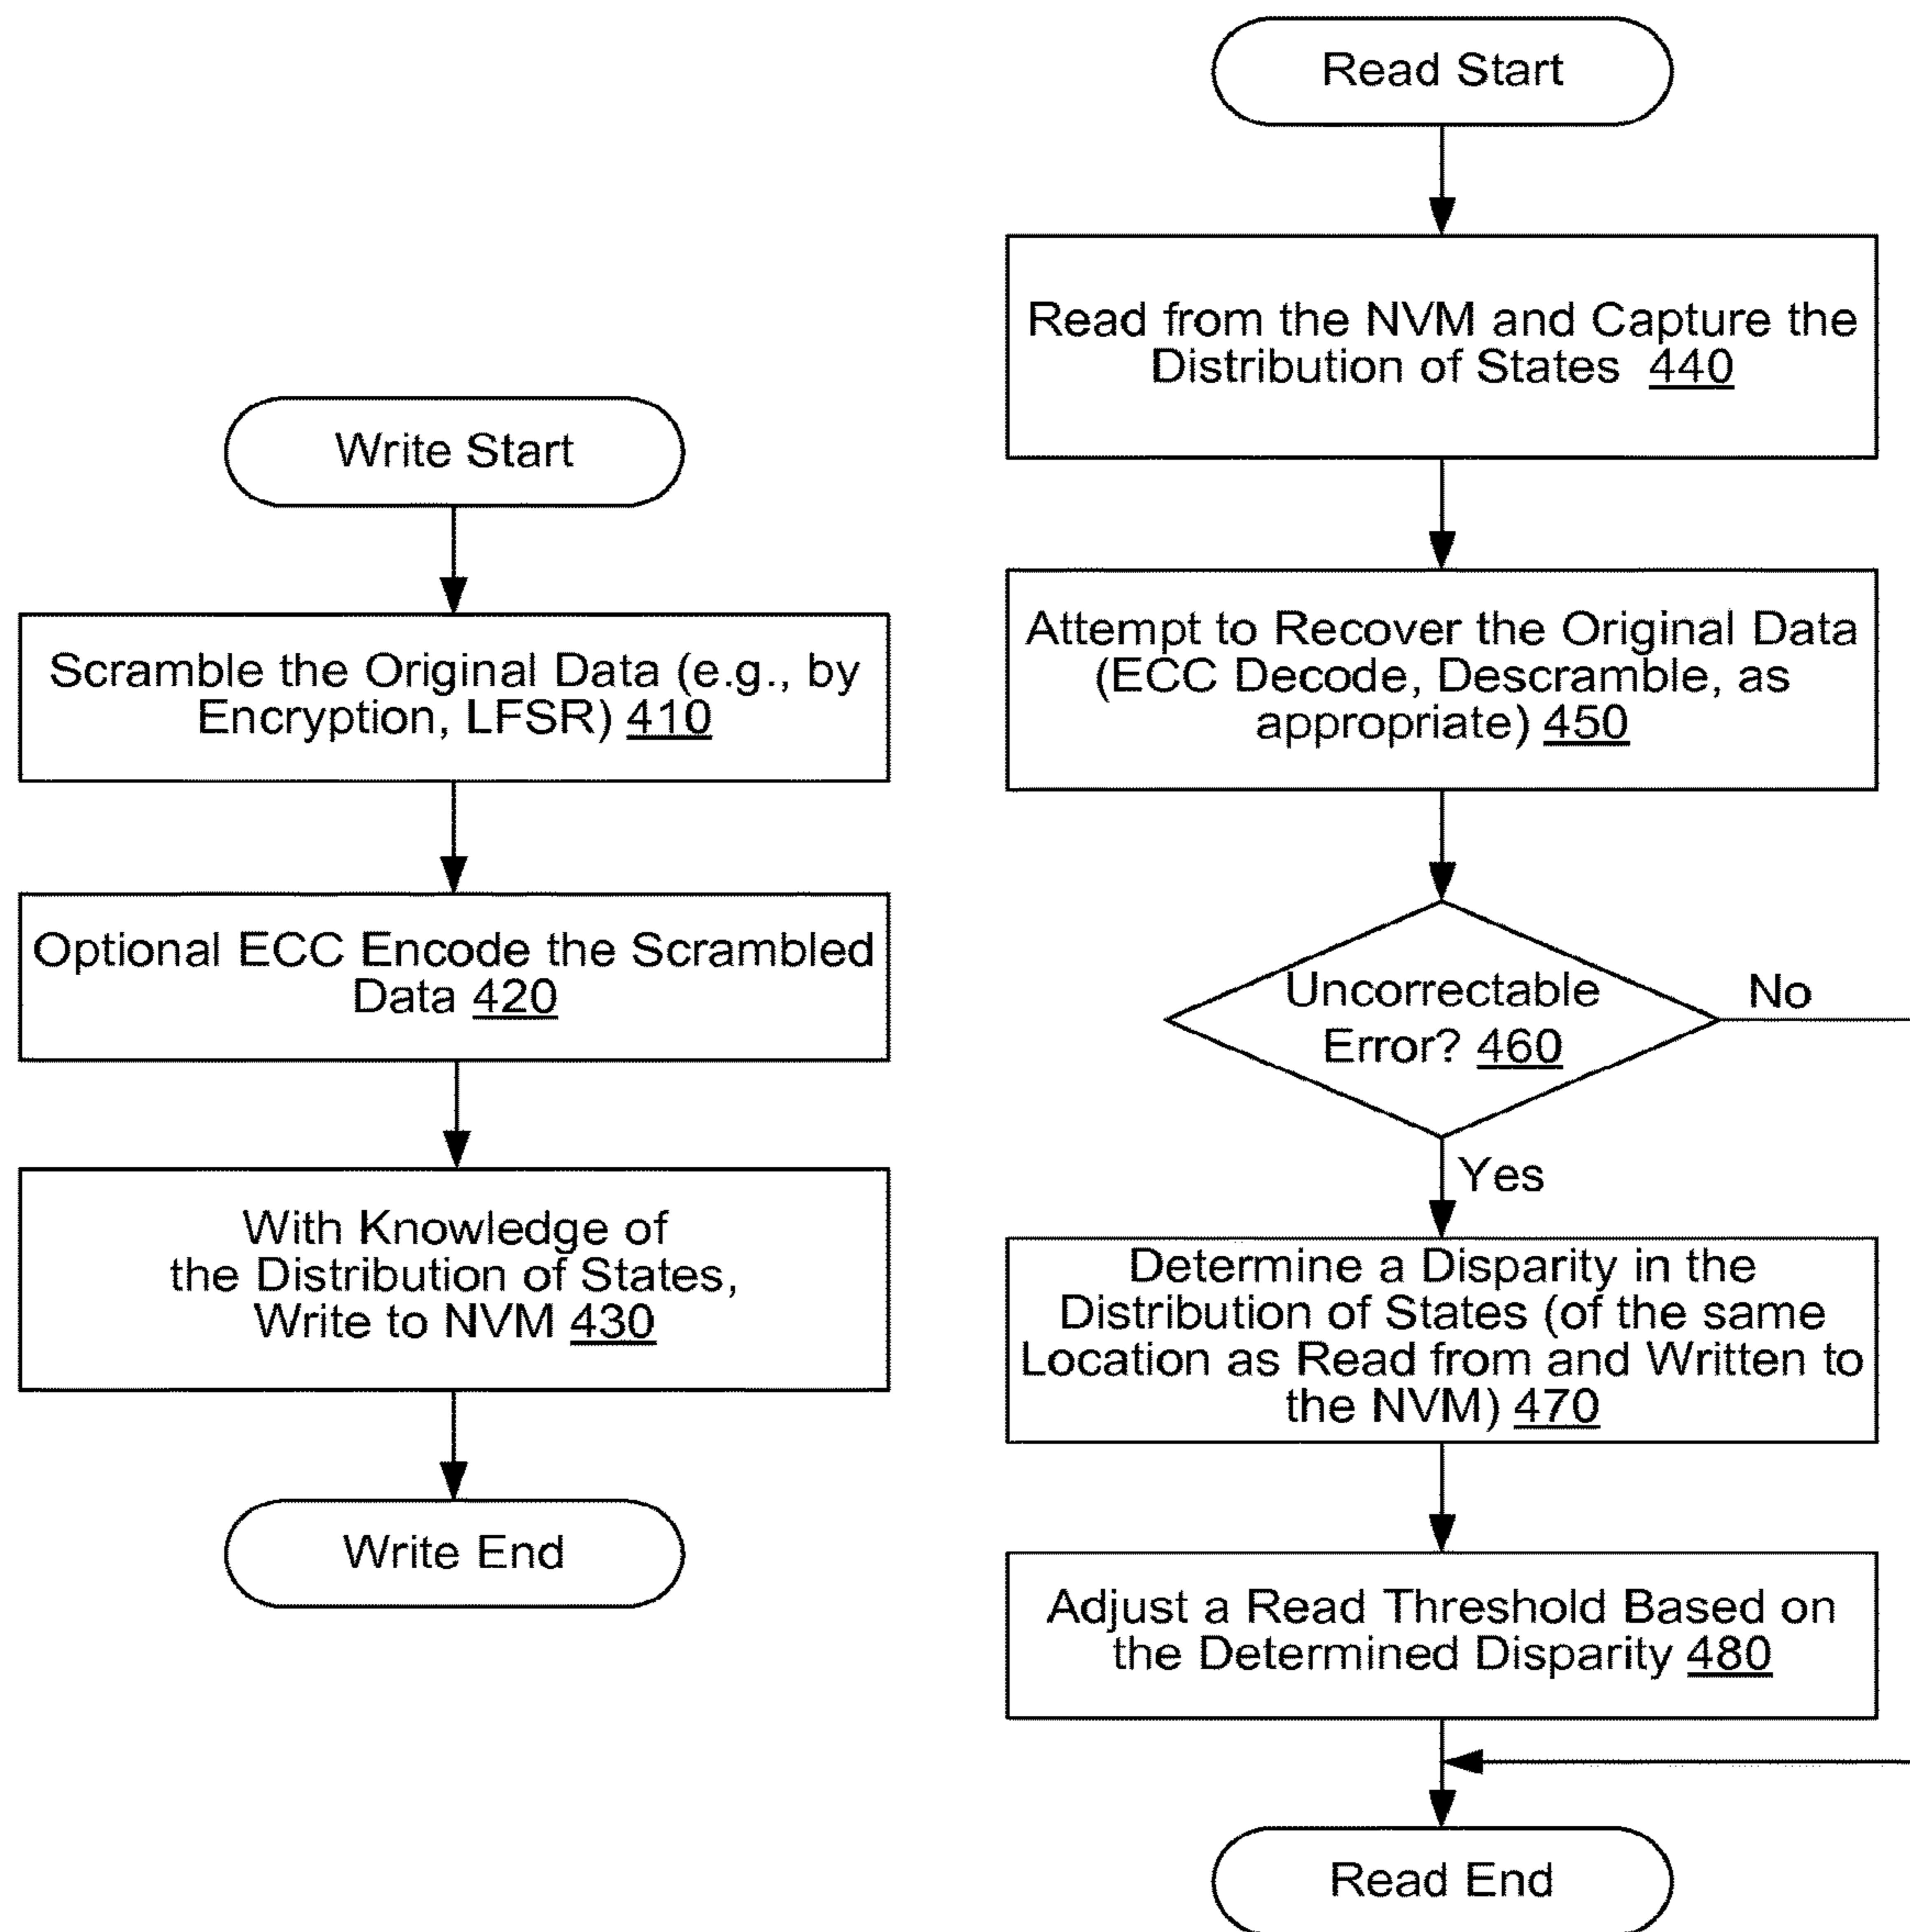 Write Start
Scramble the Original Data (e.g., by
Encryption, LFSR) 410
Optional ECC Encode the Scrambled
Data 420
With Knowledge of
the Distribution of States,
Write to NVM 430
Write End
Read Start
Read from the NVM and Capture the
Distribution of States 440
Attempt to Recover the Original Data
(ECC Decode, Descramble, as
appropriate) 450
Uncorrectable
Error? 460
No
Yes
Determine a Disparity in the
Distribution of States (of the same
Location as Read from and Written to
the NVM) 470
Adjust a Read Threshold Based on
the Determined Disparity 480
Read End